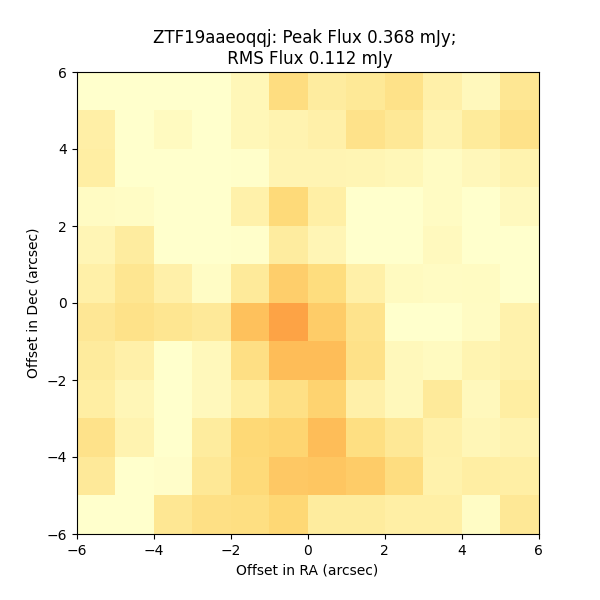 ZTF19aaeoqqj: Peak Flux 0.368 mJy;
RMS Flux 0.112 mJy
6
4
2
0
−2
−4
−6
Offset in Dec (arcsec)
−6 −4 −2 0 2 4 6
Offset in RA (arcsec)